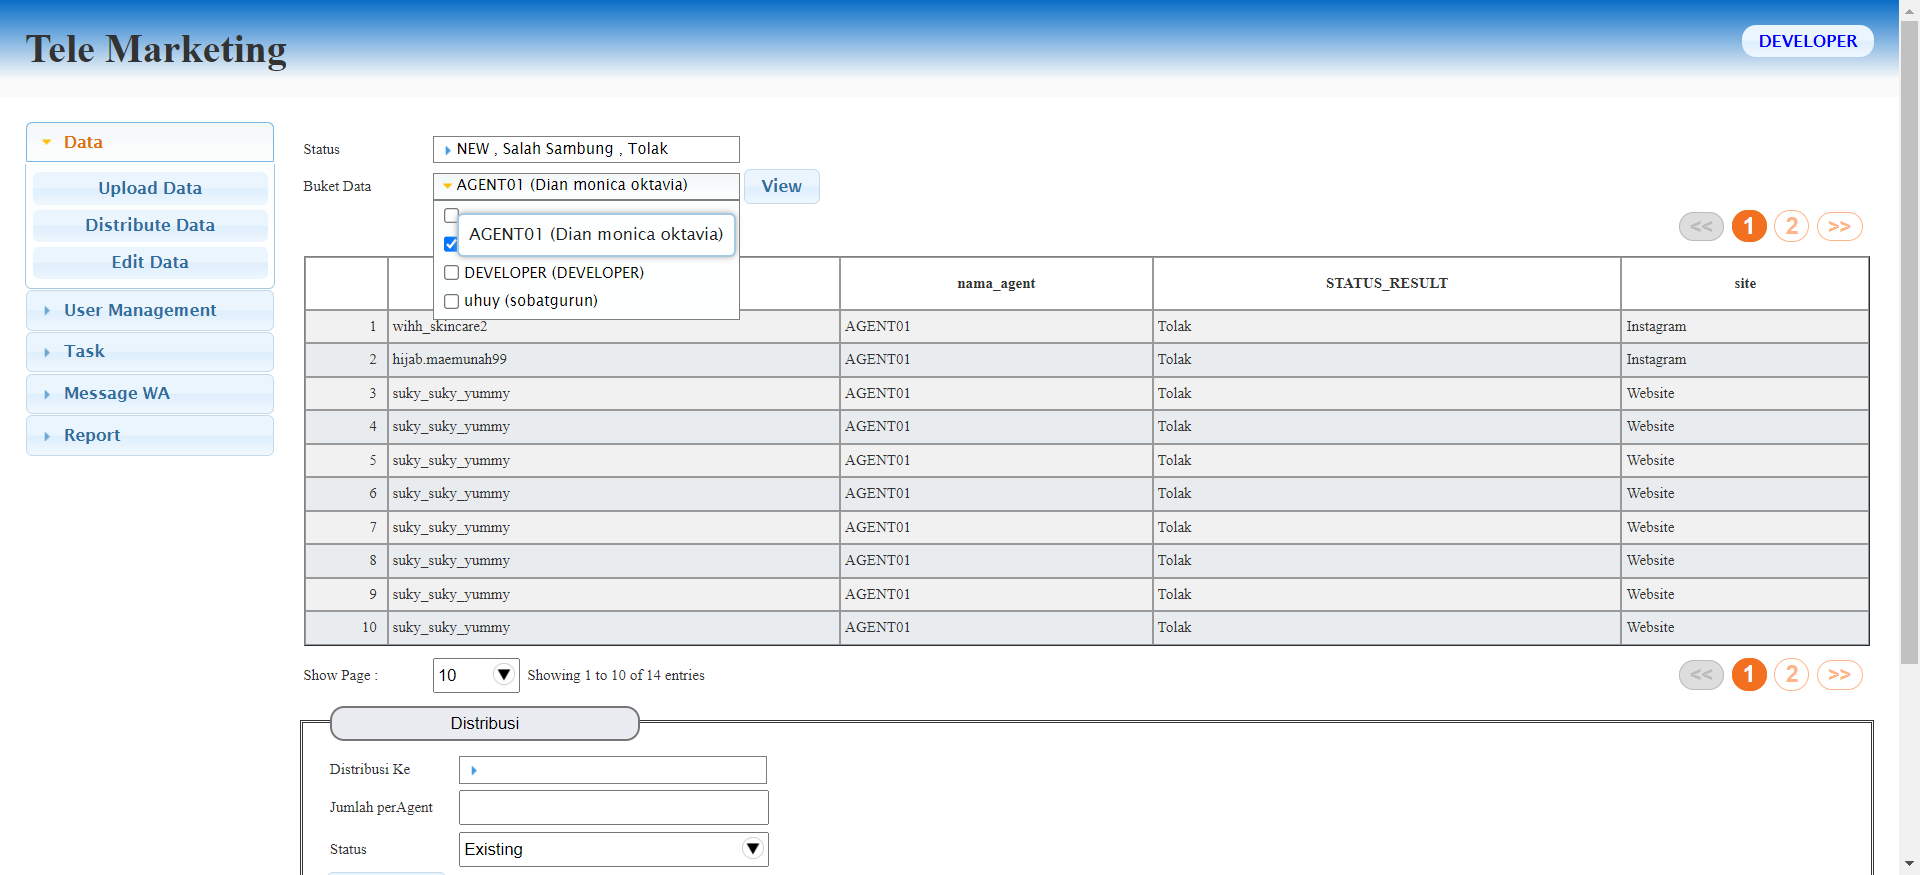 Tele Marketing
DEVELOPER
Data
Upload Data
Distribute Data
Edit Data
User Management
Task
Message WA
Report
Status
NEW , Salah Sambung , Tolak
Buket Data
AGENT01 (Dian monica oktavia)
View
AGENT01 (Dian monica oktavia)
DEVELOPER (DEVELOPER)
uhuy (sobatgurun)
<< 1 2 >>
nama_agent STATUS_RESULT site
1 wihh_skincare2 AGENT01 Tolak Instagram
2 hijab.maemunah99 AGENT01 Tolak Instagram
3 suky_suky_yummy AGENT01 Tolak Website
4 suky_suky_yummy AGENT01 Tolak Website
5 suky_suky_yummy AGENT01 Tolak Website
6 suky_suky_yummy AGENT01 Tolak Website
7 suky_suky_yummy AGENT01 Tolak Website
8 suky_suky_yummy AGENT01 Tolak Website
9 suky_suky_yummy AGENT01 Tolak Website
10 suky_suky_yummy AGENT01 Tolak Website
Show Page : 10 Showing 1 to 10 of 14 entries
<< 1 2 >>
Distribusi
Distribusi Ke
Jumlah perAgent
Status Existing